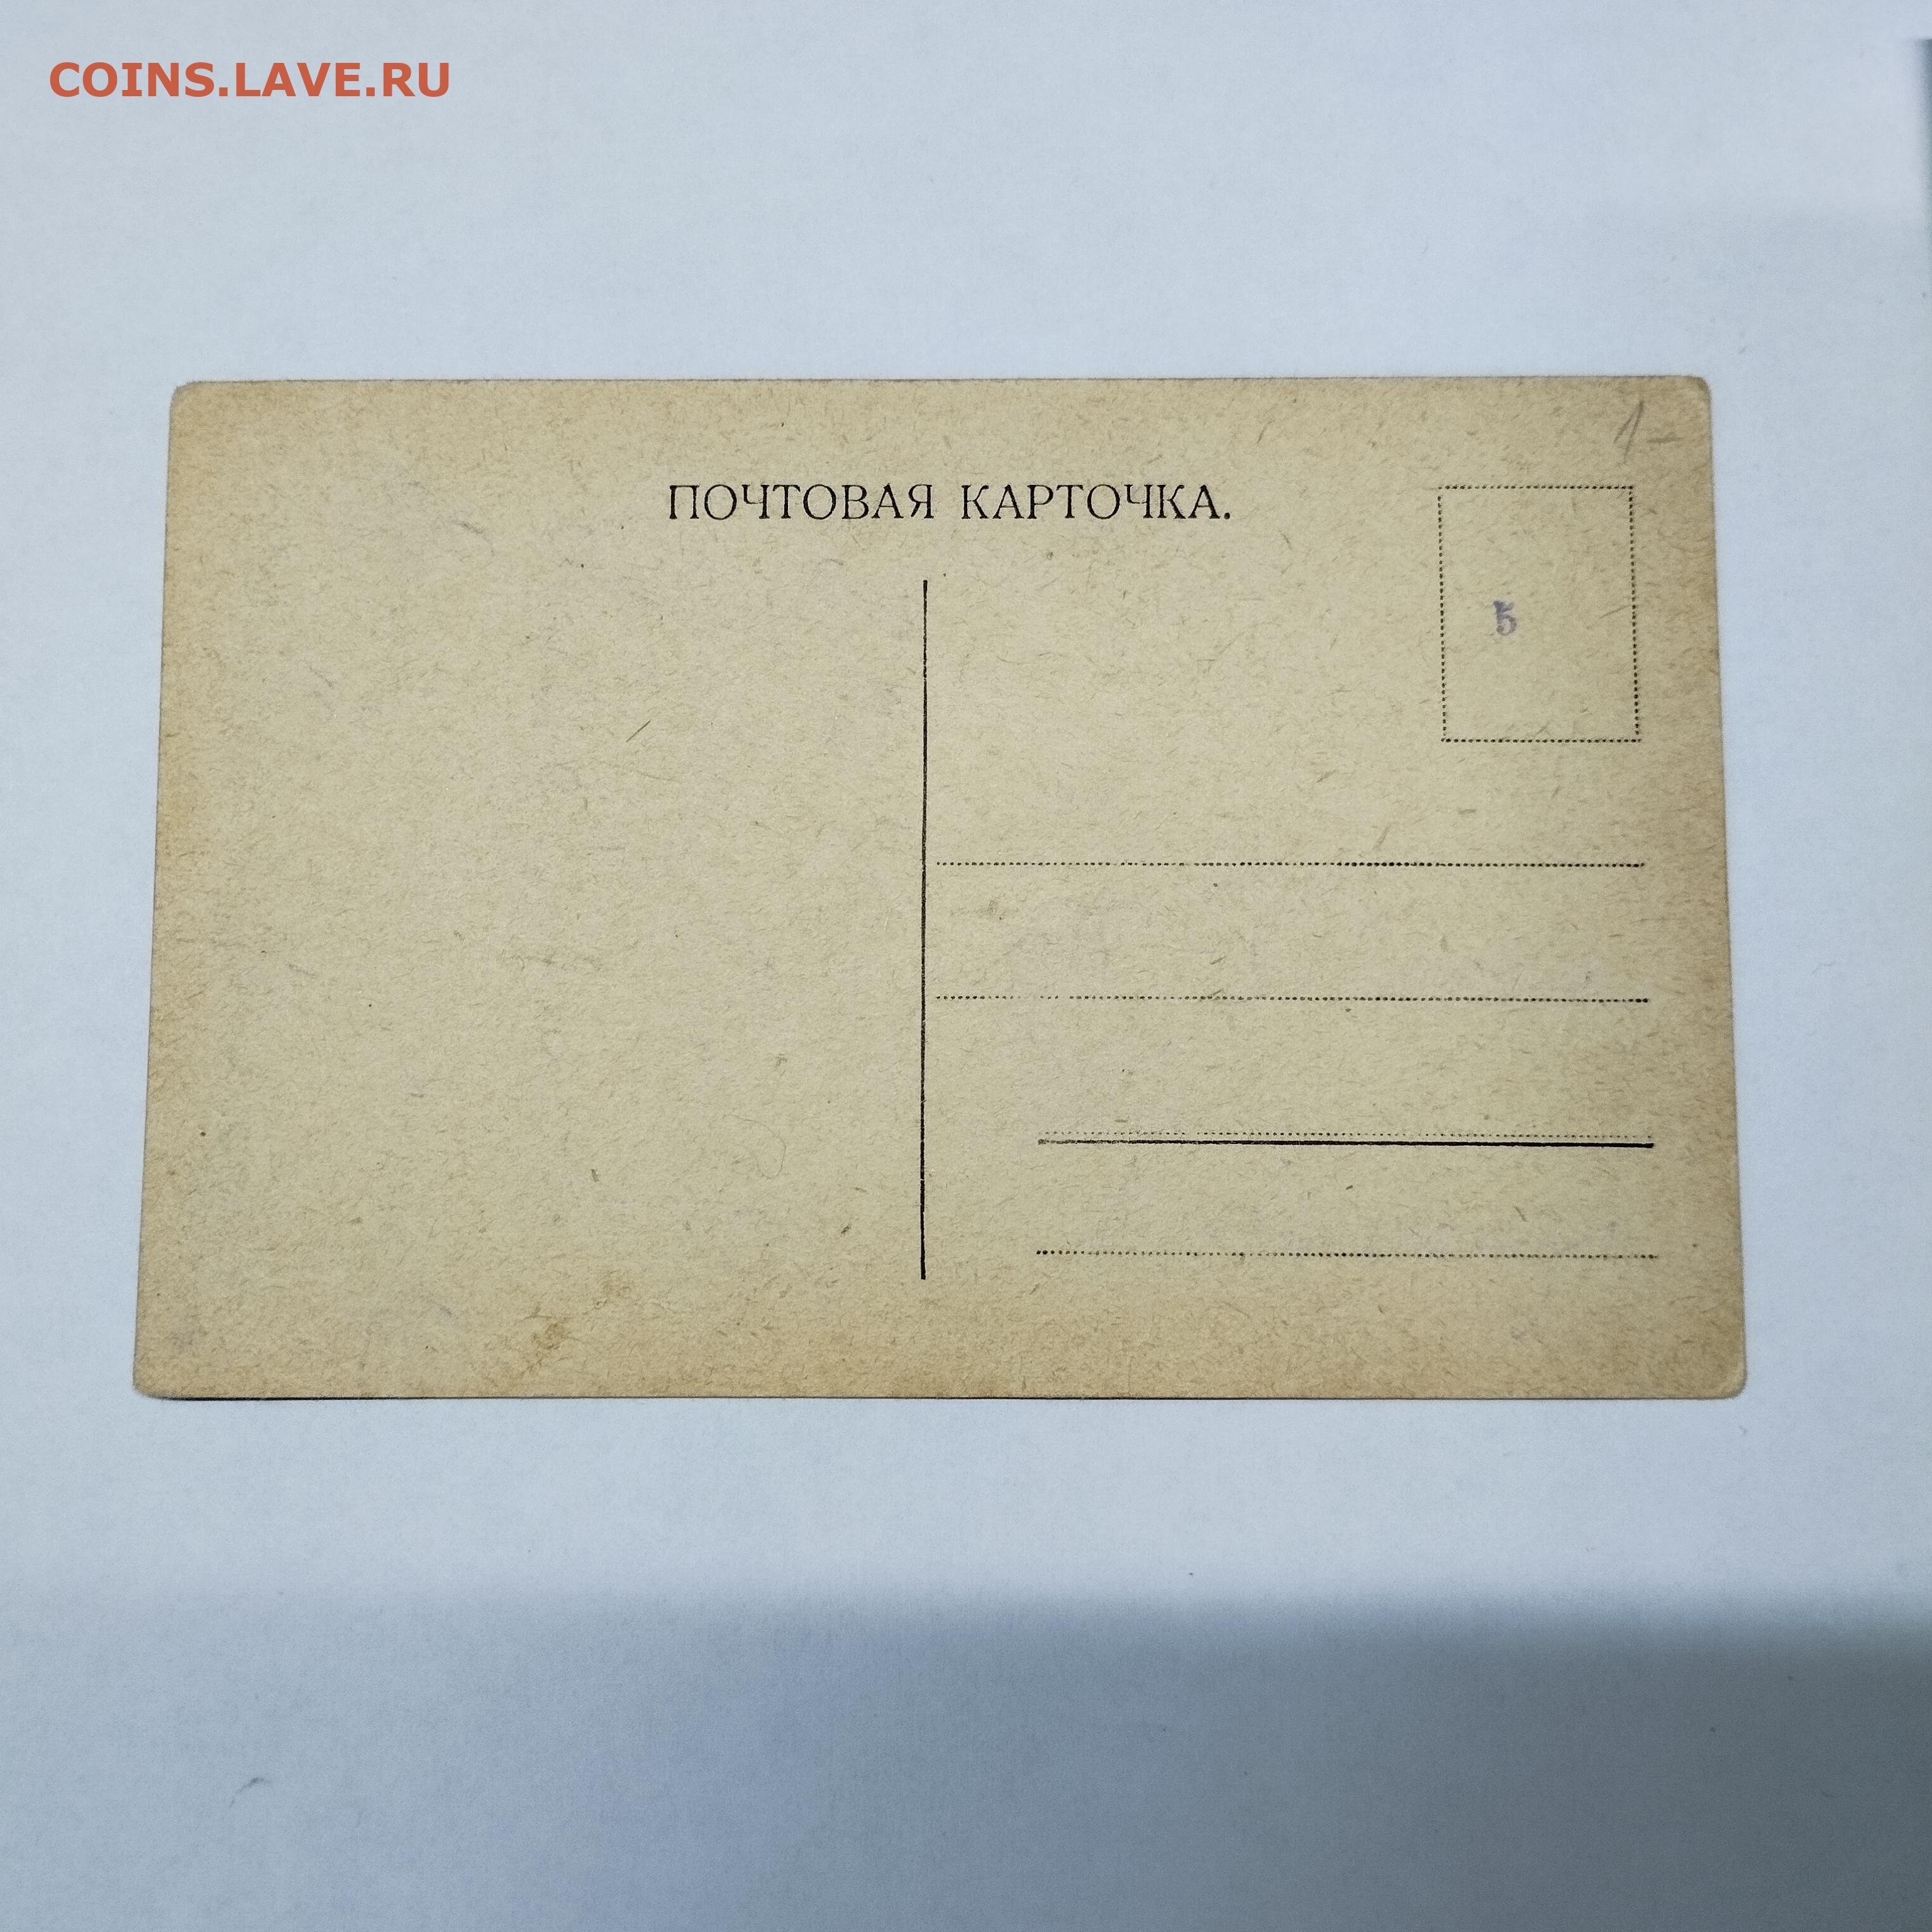 COINS.LAVE.RU
1-
ПОЧТОВАЯ КАРТОЧКА.
5